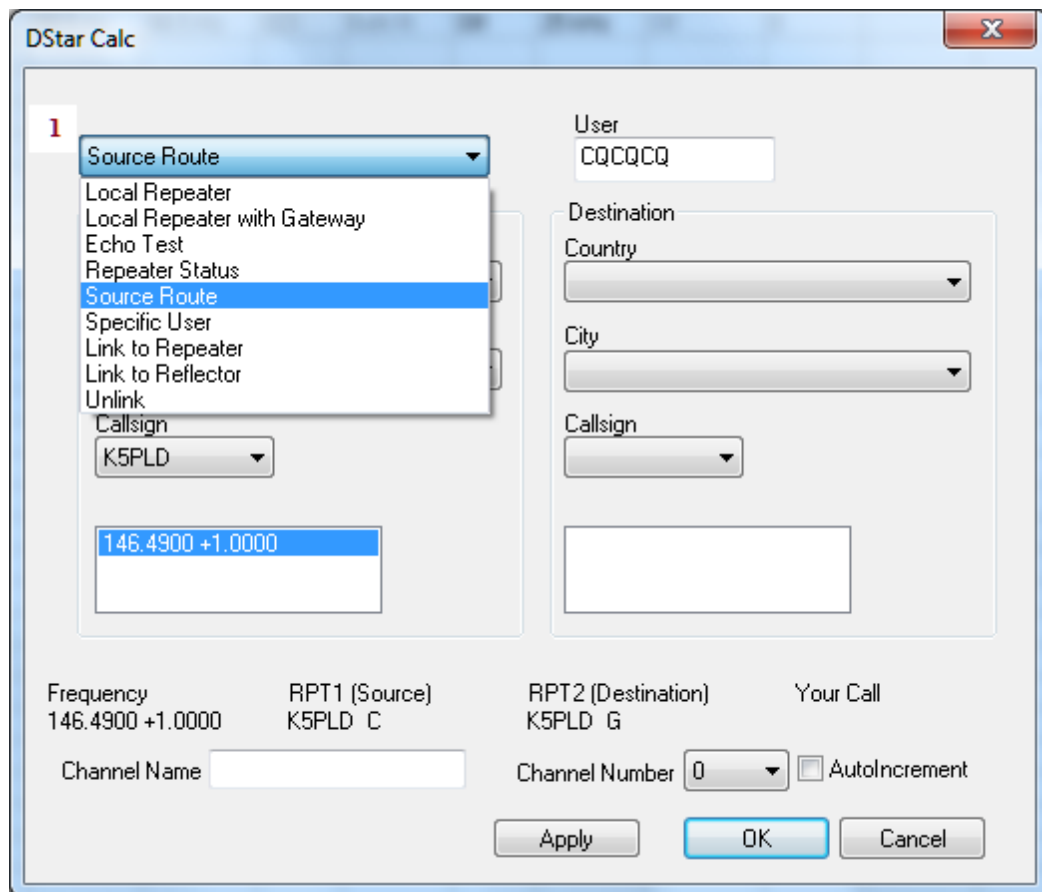 DStar Calc
1
User
Source Route
CQCQCQ
Local Repeater
Local Repeater with Gateway
Echo Test
Repeater Status
Source Route
Specific User
Link to Repeater
Link to Reflector
Unlink
Destination
Country
City
Callsign
K5PLD
Callsign
146.4900 +1.0000
Frequency
146.4900 +1.0000
RPT1 (Source)
K5PLD C
RPT2 (Destination)
K5PLD G
Your Call
Channel Name
Channel Number 0 AutoIncrement
Apply
OK
Cancel